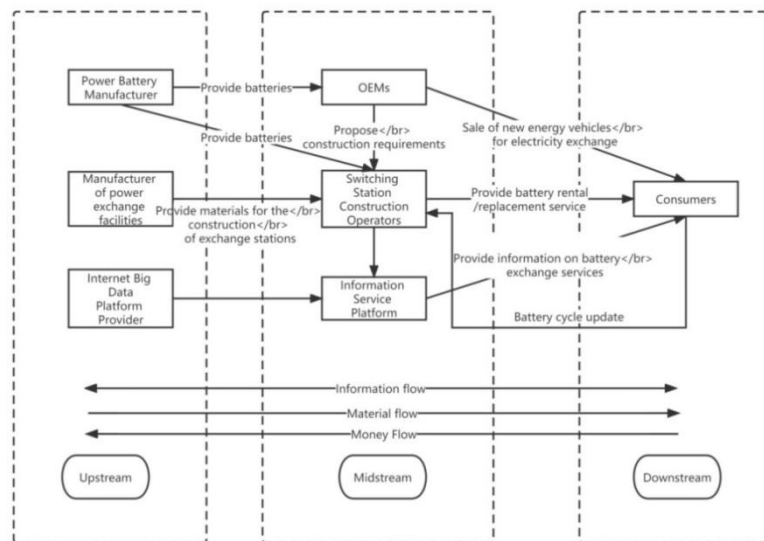 Power Battery
Manufacturer
Provide batteries
OEMs
Provide batteries
Propose</br>
construction requirements
Sale of new energy vehicles</br>
for electricity exchange
Manufacturer
of power
exchange
facilities
Provide materials for the</br>
construction</br>
of exchange stations
Switching
Station
Construction
Operators
Provide battery rental
/replacement service
Consumers
Internet Big
Data
Platform
Provider
Information
Service
Platform
Provide information on battery</br>
exchange services
Battery cycle update
Information flow
Material flow
Money Flow
Upstream
Midstream
Downstream